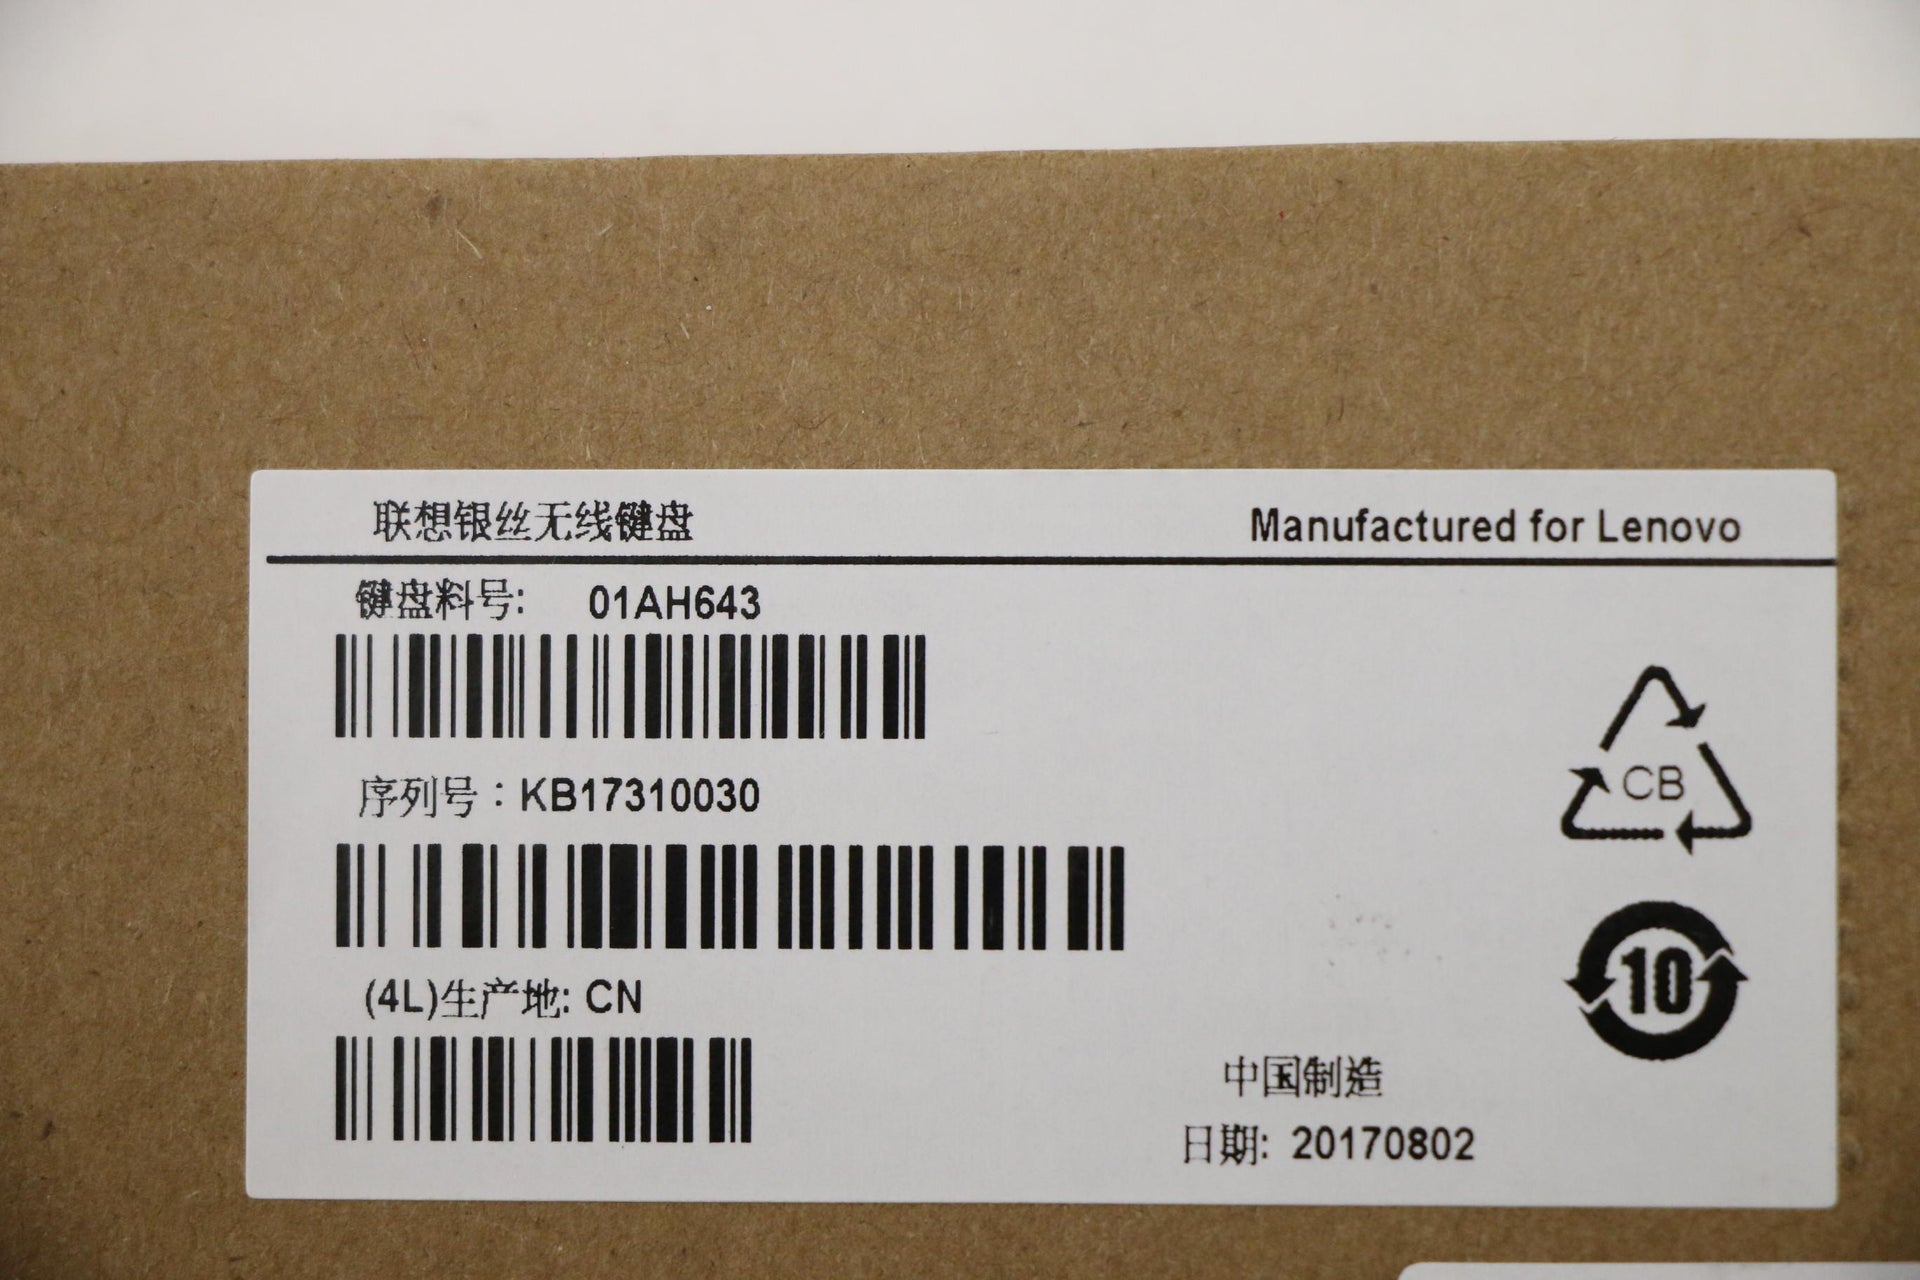 联想银丝无线键盘
Manufactured for Lenovo
键盘料号: 01AH643
序列号：KB17310030
CB
(4L)生产地: CN
10
中国制造
日期: 20170802